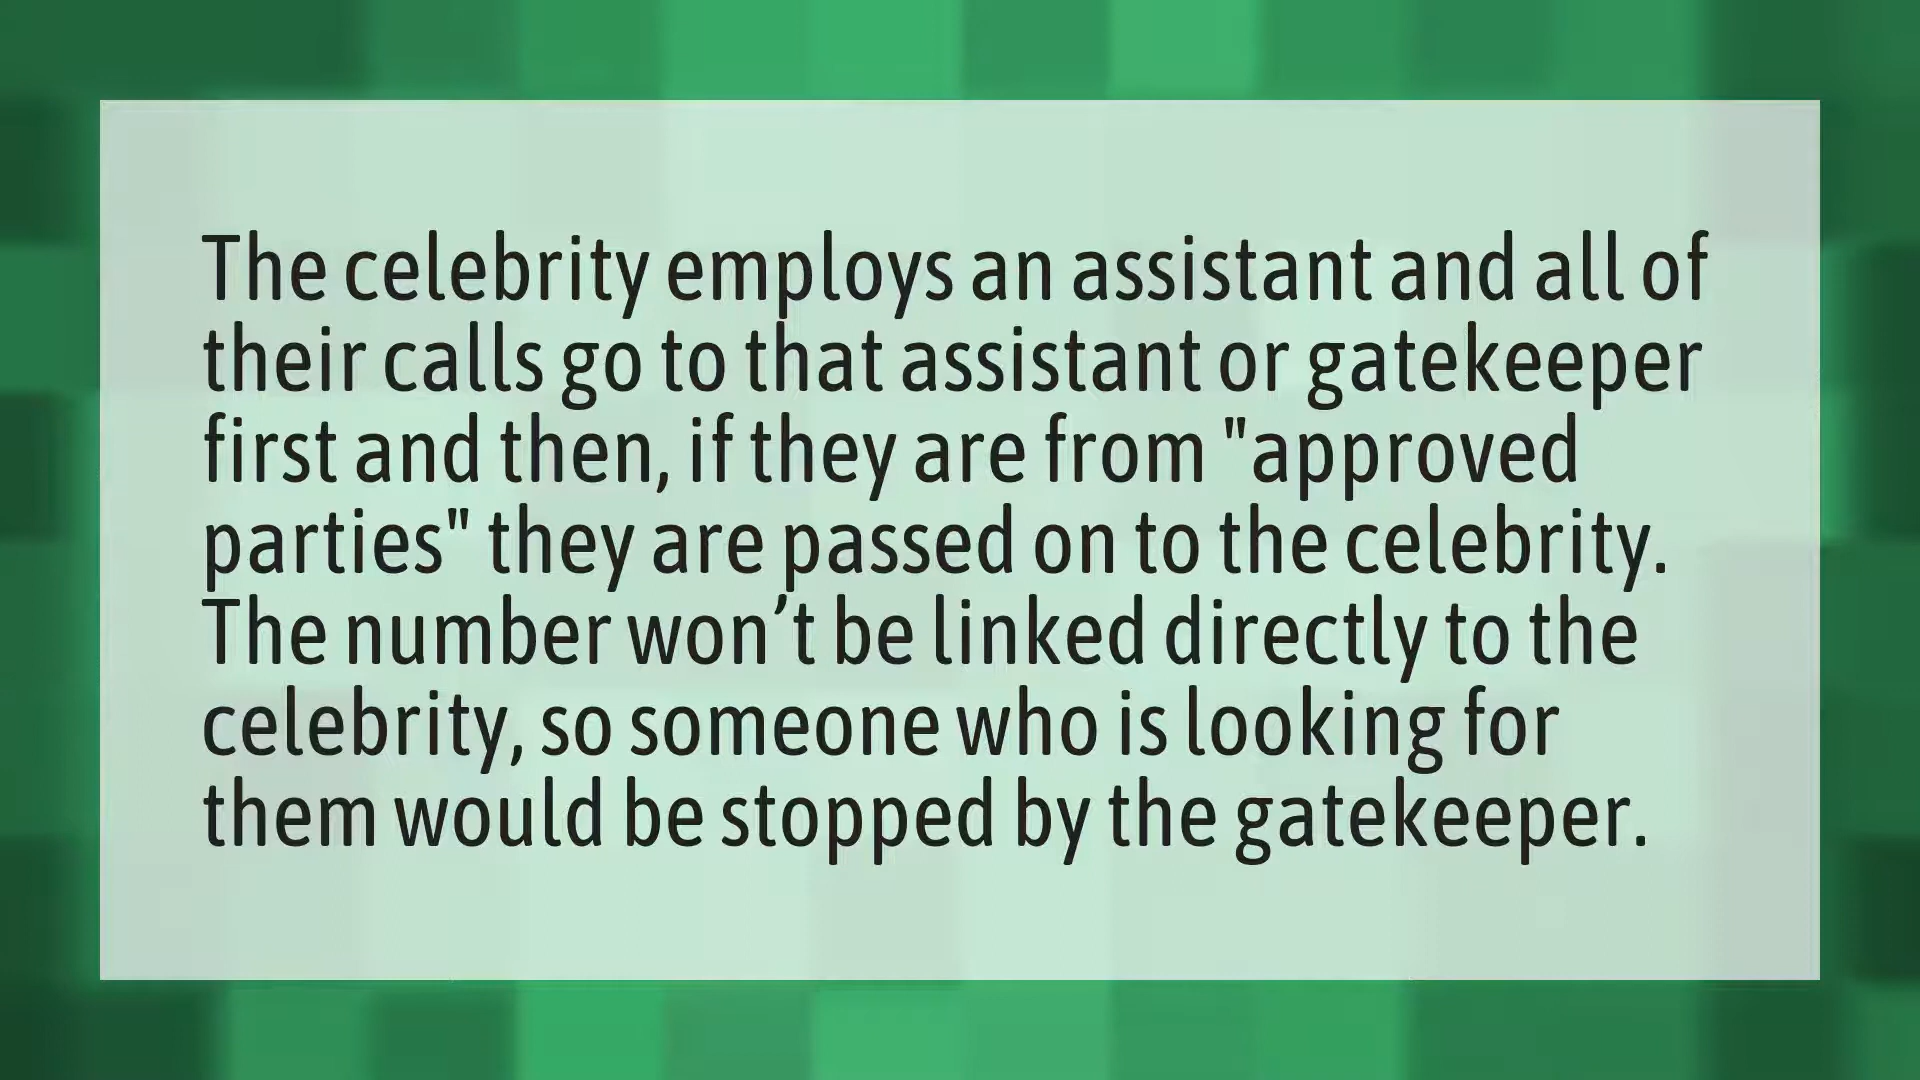 The celebrity employs an assistant and all of
their calls go to that assistant or gatekeeper
first and then, if they are from "approved
parties" they are passed on to the celebrity.
The number won’t be linked directly to the
celebrity, so someone who is looking for
them would be stopped by the gatekeeper.